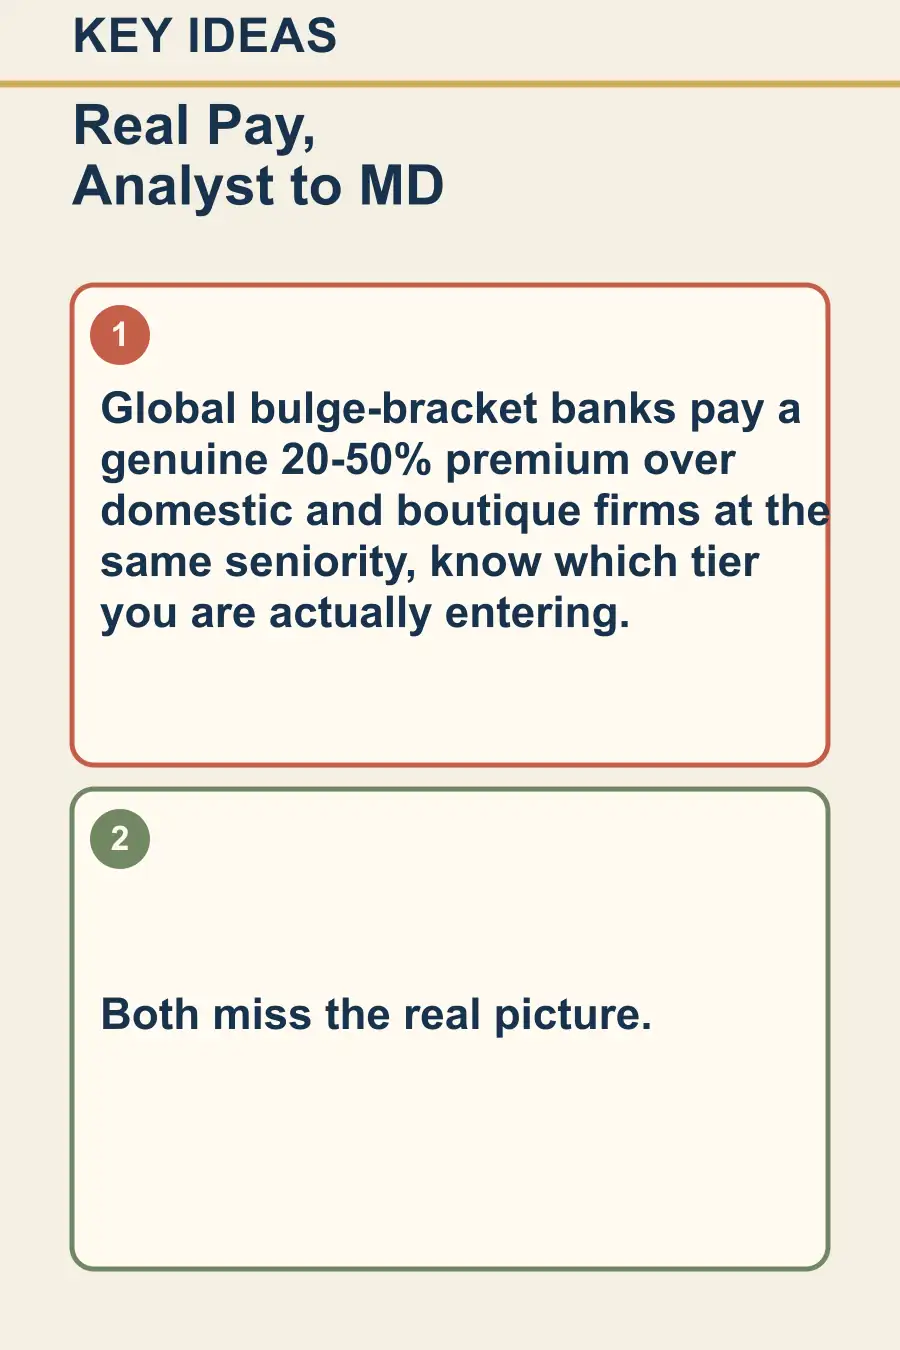 KEY IDEAS
Real Pay,
Analyst to MD
1
Global bulge-bracket banks pay a
genuine 20-50% premium over
domestic and boutique firms at the
same seniority, know which tier
you are actually entering.
2
Both miss the real picture.